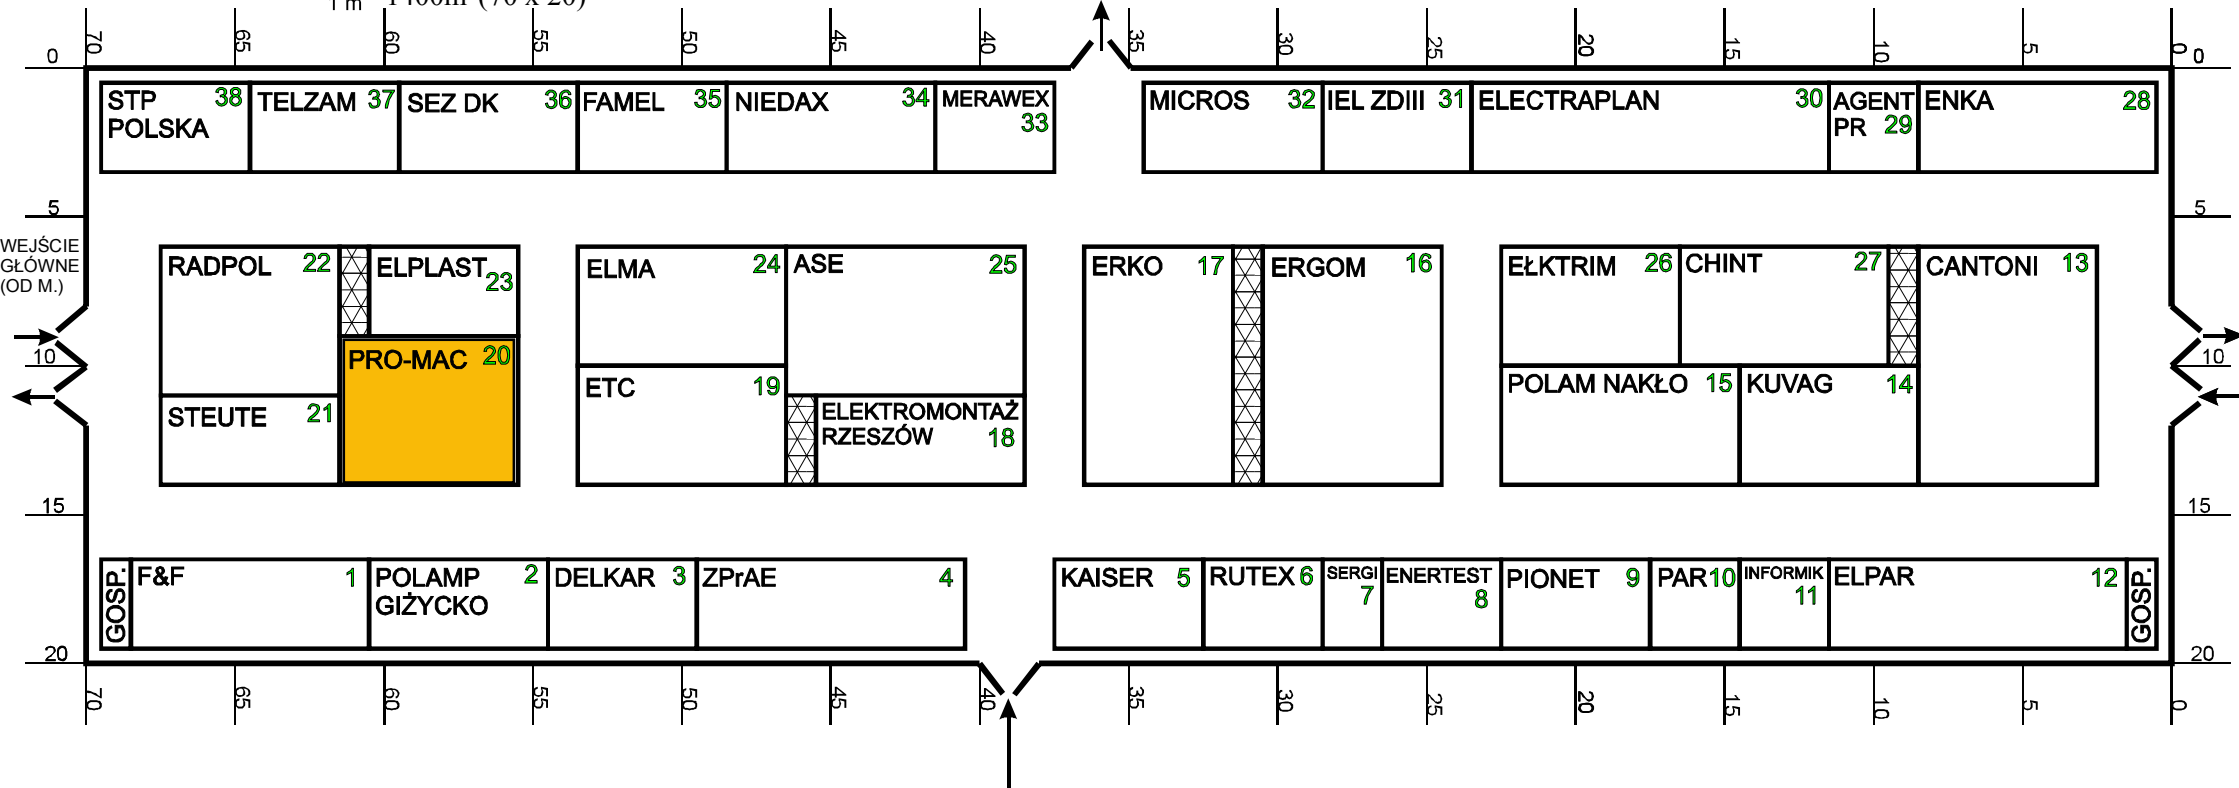 1 m 1400m (70 x 20)
70 65 60 55 50 45 40 35 30 25 20 15 10 5 0
0 0
STP POLSKA 38
TELZAM 37
SEZ DK 36
FAMEL 35
NIEDAX 34
MERAWEX 33
MICROS 32
IEL ZDIII 31
ELECTRAPLAN 30
AGENT PR 29
ENKA 28
5 5
WEJŚCIE
GŁÓWNE
(OD M.)
RADPOL 22
ELPLAST 23
ELMA 24
ASE 25
ERKO 17
ERGOM 16
EŁKTRIM 26
CHINT 27
CANTONI 13
10 10
PRO-MAC 20
STEUTE 21
ETC 19
ELEKTROMONTAŻ
RZESZÓW 18
POLAM NAKŁO 15
KUVAG 14
15 15
GOSP.
F&F 1
POLAMP GIŻYCKO 2
DELKAR 3
ZPrAE 4
KAISER 5
RUTEX 6
SERGI 7
ENERTEST 8
PIONET 9
PAR 10
INFORMIK 11
ELPAR 12
GOSP.
20 20
70 65 60 55 50 45 40 35 30 25 20 15 10 5 0